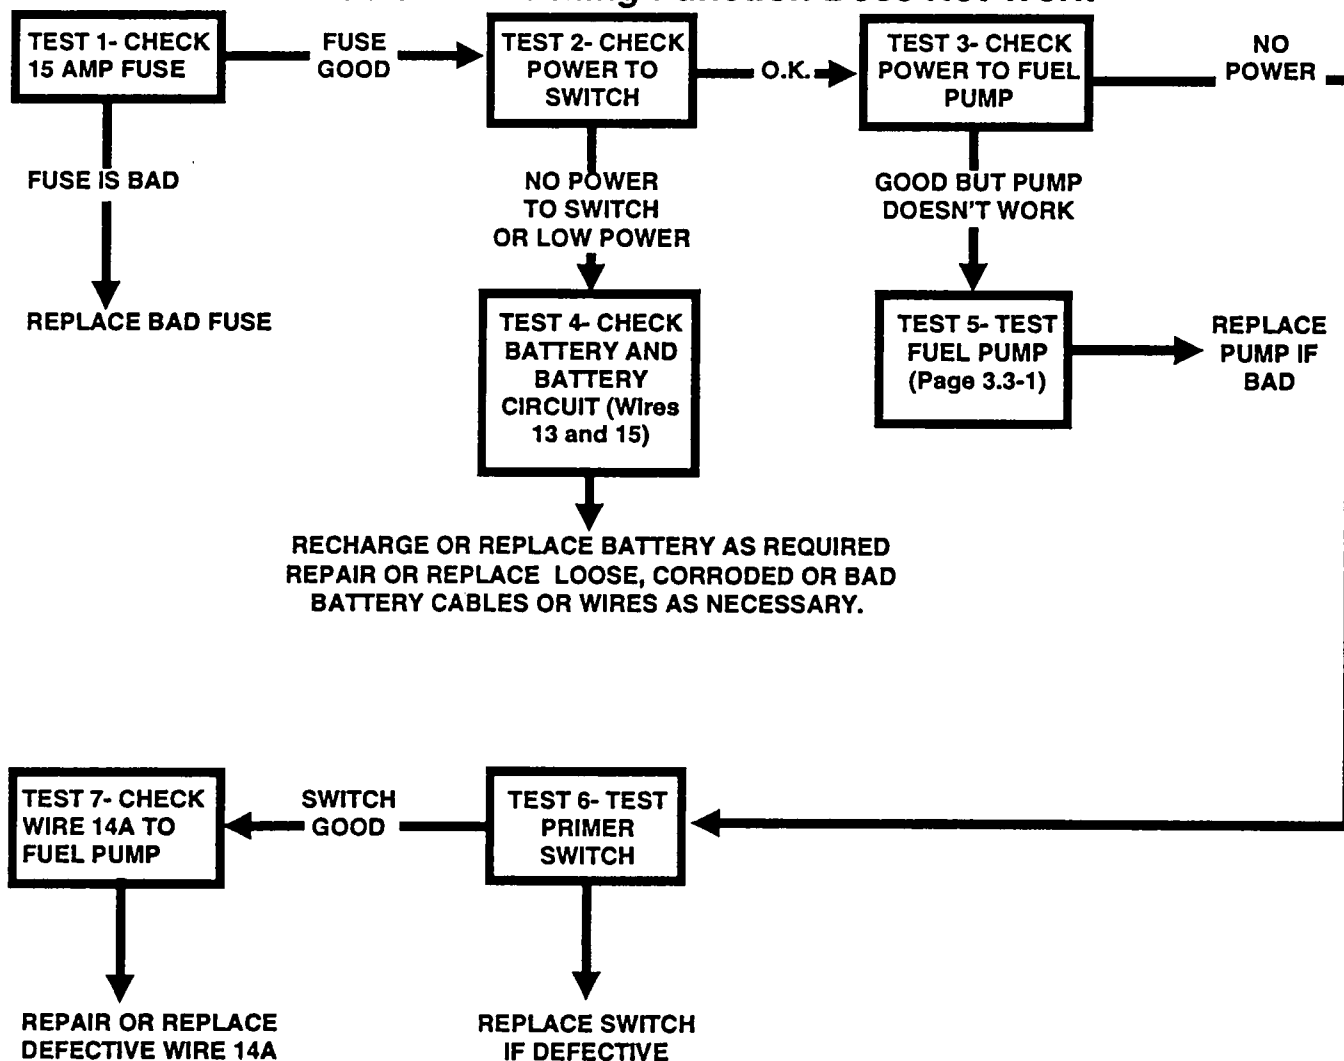 Function Does Not Work
TEST 1- CHECK
15 AMP FUSE
FUSE
GOOD
TEST 2- CHECK
POWER TO
SWITCH
O.K.
TEST 3- CHECK
POWER TO FUEL
PUMP
NO
POWER
FUSE IS BAD
REPLACE BAD FUSE
NO POWER
TO SWITCH
OR LOW POWER
GOOD BUT PUMP
DOESN'T WORK
TEST 4- CHECK
BATTERY AND
BATTERY
CIRCUIT (Wires
13 and 15)
TEST 5- TEST
FUEL PUMP
(Page 3.3-1)
REPLACE
PUMP IF
BAD
RECHARGE OR REPLACE BATTERY AS REQUIRED
REPAIR OR REPLACE LOOSE, CORRODED OR BAD
BATTERY CABLES OR WIRES AS NECESSARY.
TEST 7- CHECK
WIRE 14A TO
FUEL PUMP
SWITCH
GOOD
TEST 6- TEST
PRIMER
SWITCH
REPAIR OR REPLACE
DEFECTIVE WIRE 14A
REPLACE SWITCH
IF DEFECTIVE